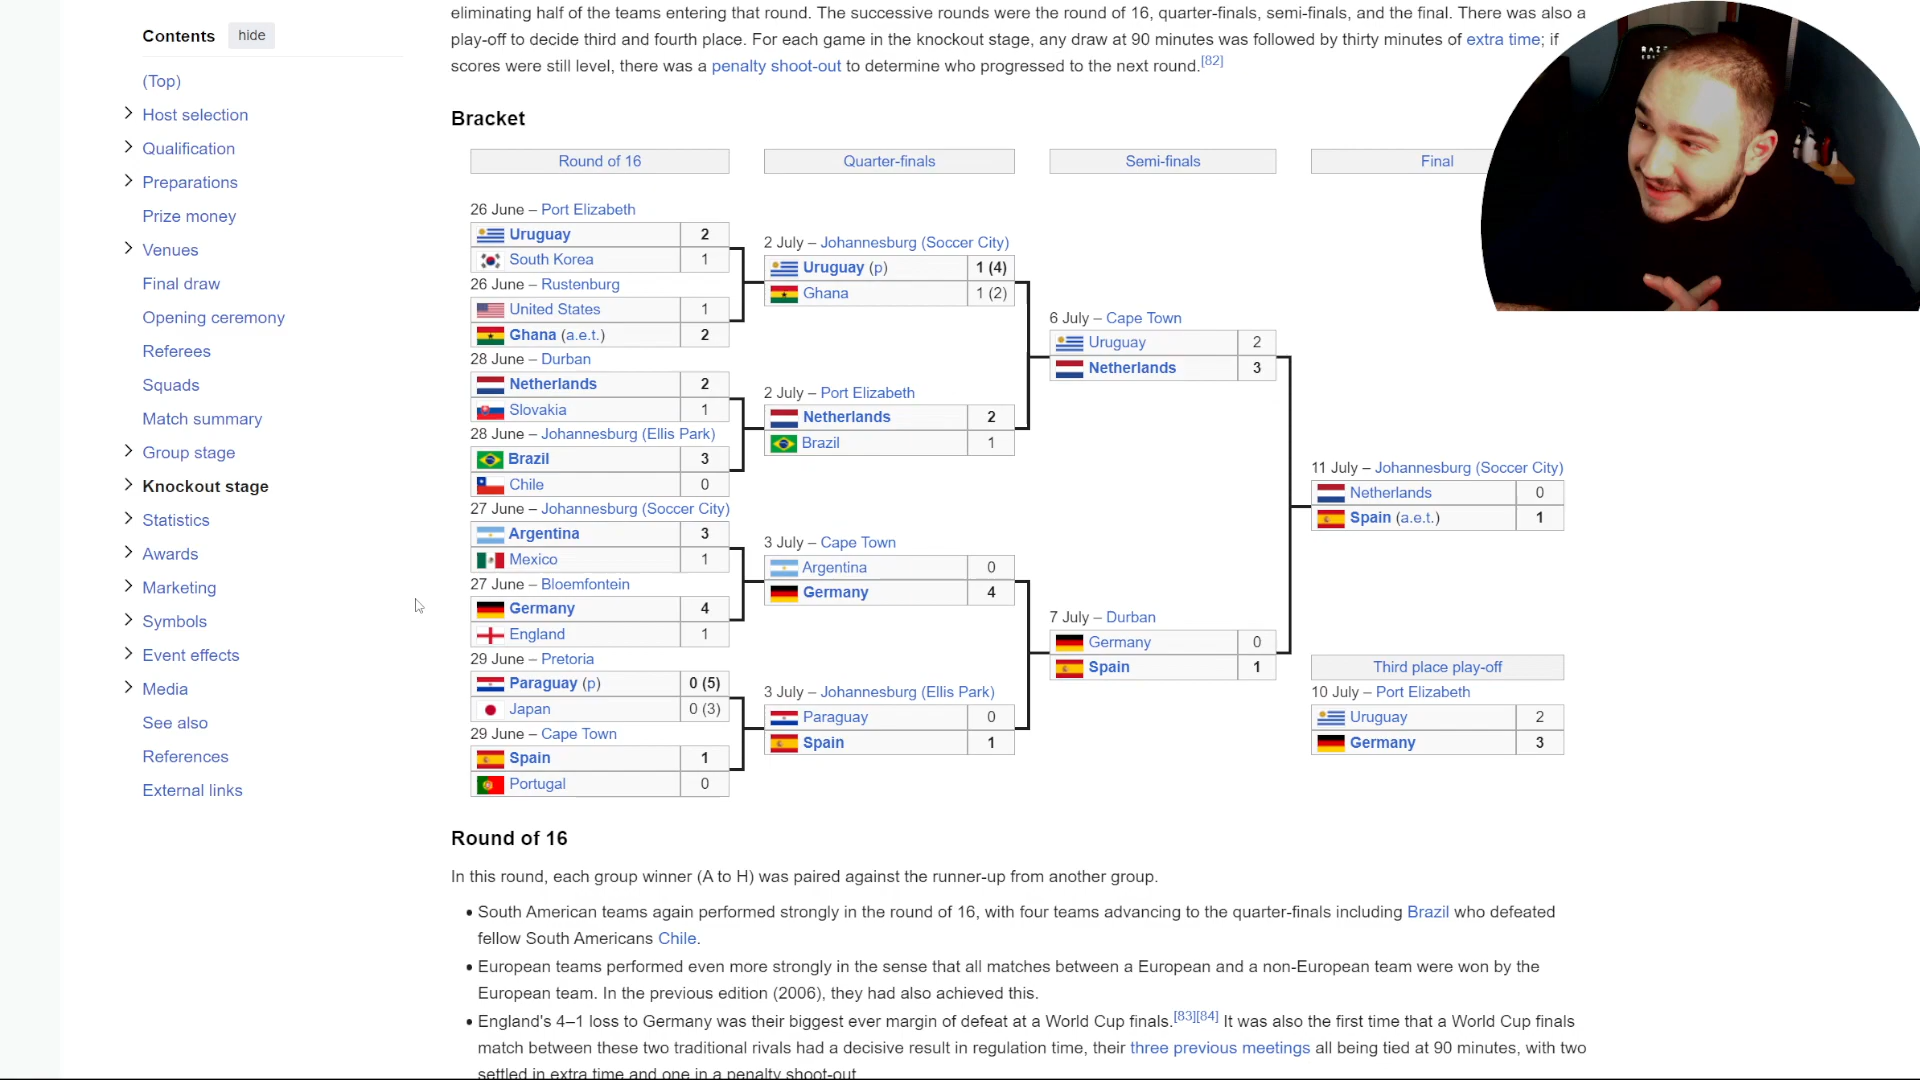 eliminating half of the teams entering that round. The successive rounds were the round of 16, quarter-finals, semi-finals, and the final. There was also a
play-off to decide third and fourth place. For each game in the knockout stage, any draw at 90 minutes was followed by thirty minutes of extra time; if
scores were still level, there was a penalty shoot-out to determine who progressed to the next round.[82]
Contents hide
(Top)
Host selection
Qualification
Preparations
Prize money
Venues
Final draw
Opening ceremony
Referees
Squads
Match summary
Group stage
Knockout stage
Statistics
Awards
Marketing
Symbols
Event effects
Media
See also
References
External links
Bracket
Round of 16
26 June – Port Elizabeth
Uruguay 2
South Korea 1
26 June – Rustenburg
United States 1
Ghana (a.e.t.) 2
28 June – Durban
Netherlands 2
Slovakia 1
28 June – Johannesburg (Ellis Park)
Brazil 3
Chile 0
27 June – Johannesburg (Soccer City)
Argentina 3
Mexico 1
27 June – Bloemfontein
Germany 4
England 1
29 June – Pretoria
Paraguay (p) 0 (5)
Japan 0 (3)
29 June – Cape Town
Spain 1
Portugal 0
Quarter-finals
2 July – Johannesburg (Soccer City)
Uruguay (p) 1 (4)
Ghana 1 (2)
2 July – Port Elizabeth
Netherlands 2
Brazil 1
3 July – Cape Town
Argentina 0
Germany 4
3 July – Johannesburg (Ellis Park)
Paraguay 0
Spain 1
Semi-finals
6 July – Cape Town
Uruguay 2
Netherlands 3
7 July – Durban
Germany 0
Spain 1
Final
11 July – Johannesburg (Soccer City)
Netherlands 0
Spain (a.e.t.) 1
Third place play-off
10 July – Port Elizabeth
Uruguay 2
Germany 3
Round of 16
In this round, each group winner (A to H) was paired against the runner-up from another group.
• South American teams again performed strongly in the round of 16, with four teams advancing to the quarter-finals including Brazil who defeated
fellow South Americans Chile.
• European teams performed even more strongly in the sense that all matches between a European and a non-European team were won by the
European team. In the previous edition (2006), they had also achieved this.
• England's 4–1 loss to Germany was their biggest ever margin of defeat at a World Cup finals.[83][84] It was also the first time that a World Cup finals
match between these two traditional rivals had a decisive result in regulation time, their three previous meetings all being tied at 90 minutes, with two
settled in extra time and one in a penalty shoot-out